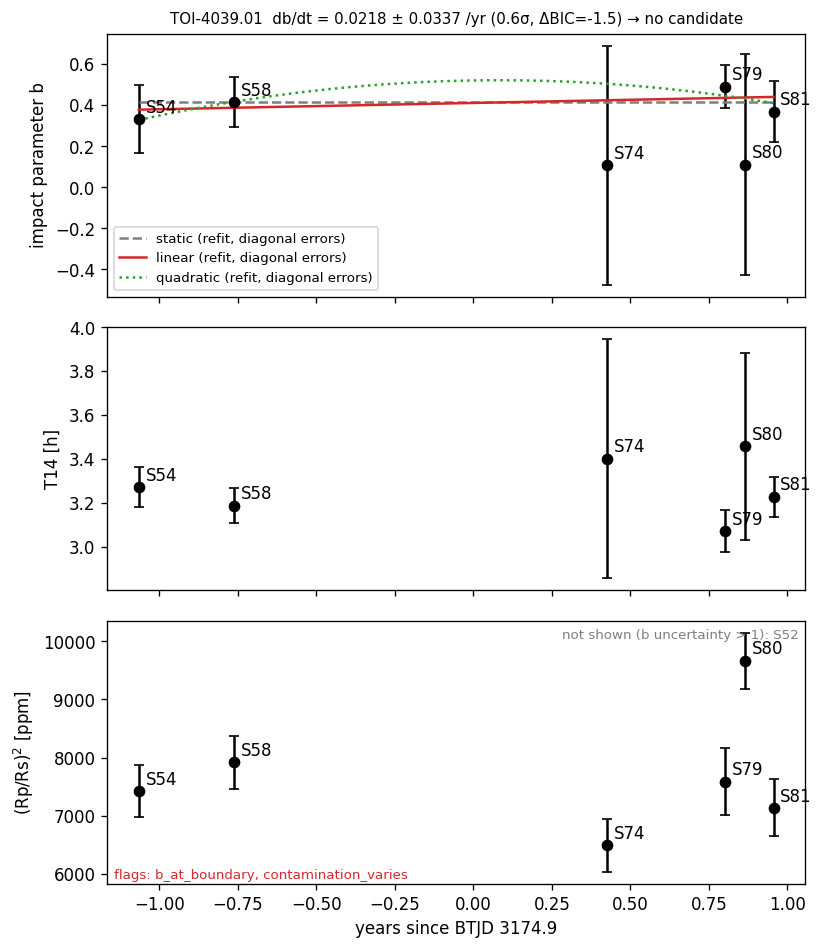 TOI-4039.01  db/dt = 0.0218 ± 0.0337 /yr (0.6σ, ΔBIC=-1.5) → no candidate
impact parameter b
0.6
0.4
0.2
0.0
−0.2
−0.4
S54
S58
S74
S79
S80
S81
static (refit, diagonal errors)
linear (refit, diagonal errors)
quadratic (refit, diagonal errors)
T14 [h]
4.0
3.8
3.6
3.4
3.2
3.0
S54
S58
S74
S79
S80
S81
(Rp/Rs)² [ppm]
10000
9000
8000
7000
6000
not shown (b uncertainty > 1): S52
S54
S58
S74
S79
S80
S81
flags: b_at_boundary, contamination_varies
−1.00 −0.75 −0.50 −0.25 0.00 0.25 0.50 0.75 1.00
years since BTJD 3174.9